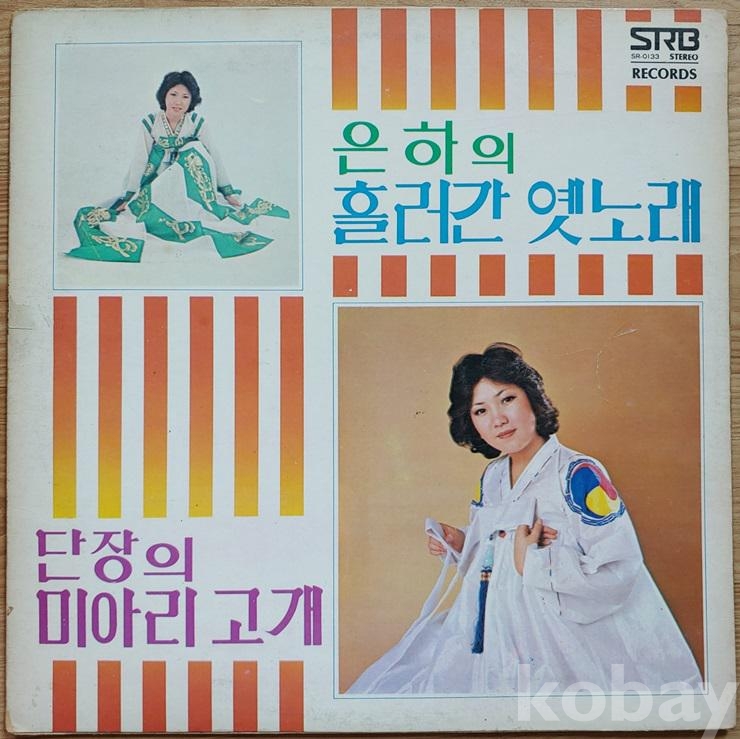 SRB
SR-0133 STEREO
RECORDS
은하의
흘러간 옛노래
단장의
미아리 고개
kobay